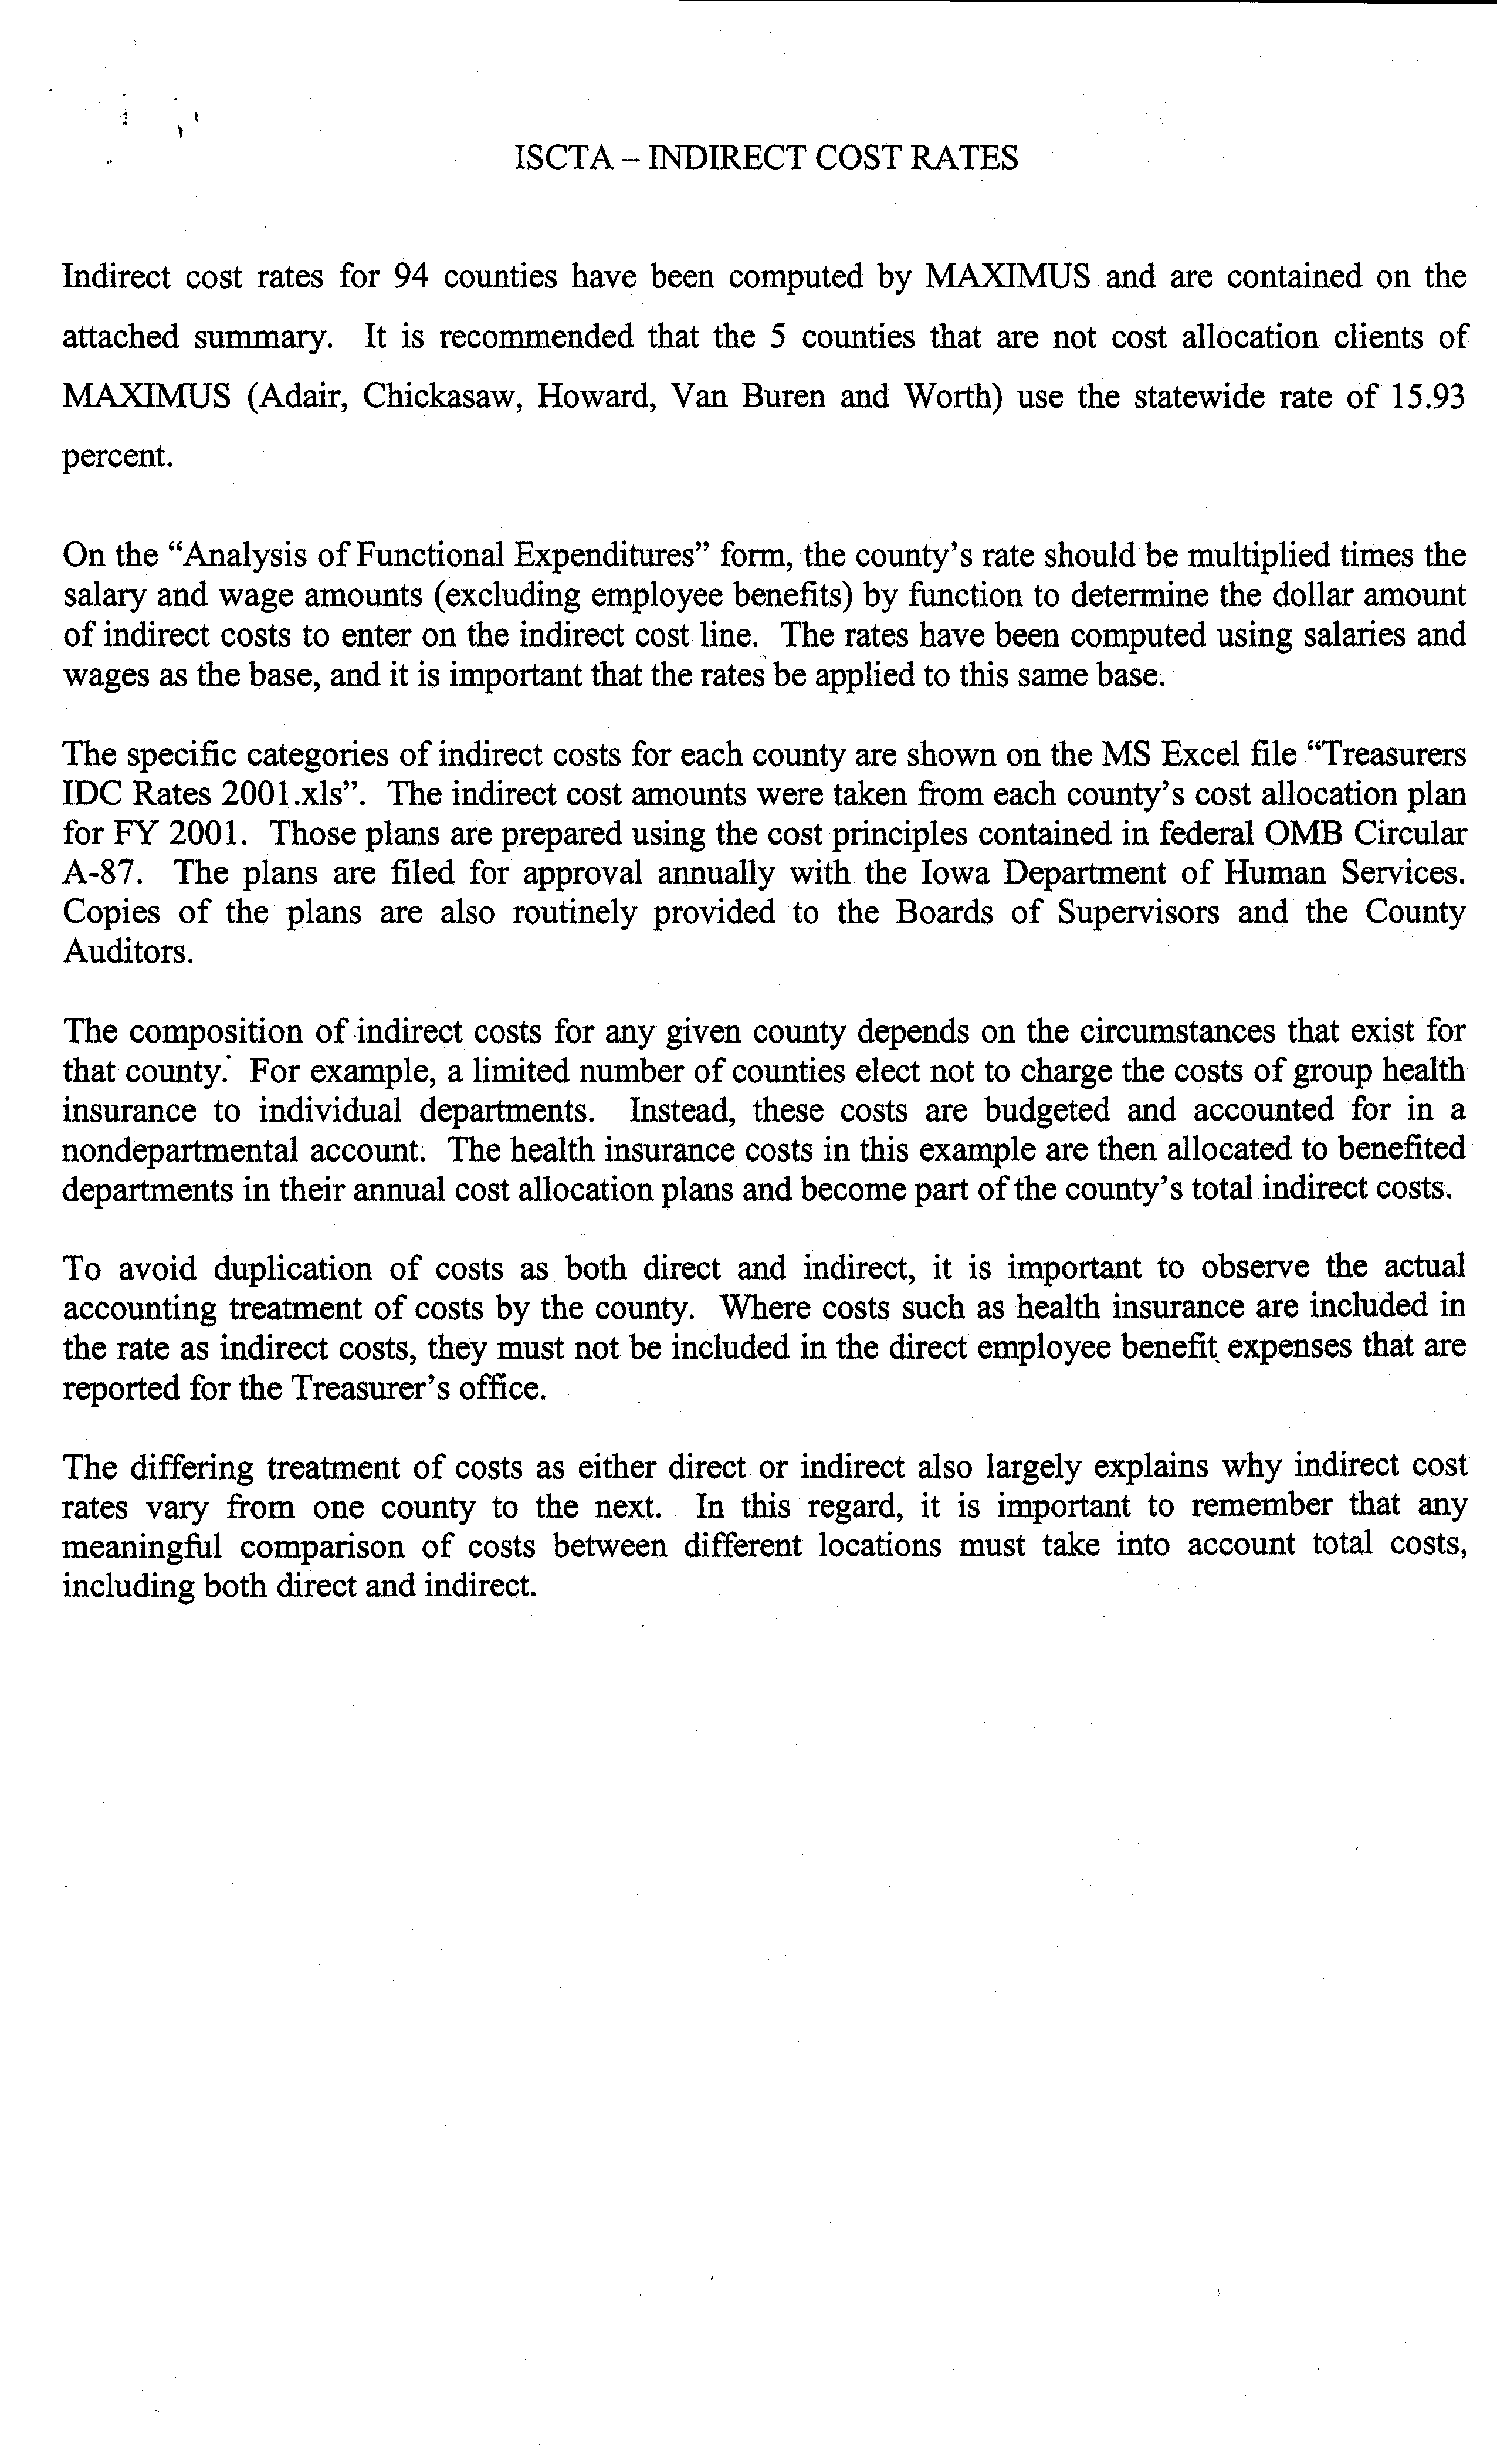 ISCTA – INDIRECT COST RATES
Indirect cost rates for 94 counties have been computed by MAXIMUS and are contained on the
attached summary. It is recommended that the 5 counties that are not cost allocation clients of
MAXIMUS (Adair, Chickasaw, Howard, Van Buren and Worth) use the statewide rate of 15.93
percent.
On the “Analysis of Functional Expenditures” form, the county’s rate should be multiplied times the
salary and wage amounts (excluding employee benefits) by function to determine the dollar amount
of indirect costs to enter on the indirect cost line. The rates have been computed using salaries and
wages as the base, and it is important that the rates be applied to this same base.
The specific categories of indirect costs for each county are shown on the MS Excel file “Treasurers
IDC Rates 2001.xls”. The indirect cost amounts were taken from each county’s cost allocation plan
for FY 2001. Those plans are prepared using the cost principles contained in federal OMB Circular
A-87. The plans are filed for approval annually with the Iowa Department of Human Services.
Copies of the plans are also routinely provided to the Boards of Supervisors and the County
Auditors.
The composition of indirect costs for any given county depends on the circumstances that exist for
that county. For example, a limited number of counties elect not to charge the costs of group health
insurance to individual departments. Instead, these costs are budgeted and accounted for in a
nondepartmental account. The health insurance costs in this example are then allocated to benefited
departments in their annual cost allocation plans and become part of the county’s total indirect costs.
To avoid duplication of costs as both direct and indirect, it is important to observe the actual
accounting treatment of costs by the county. Where costs such as health insurance are included in
the rate as indirect costs, they must not be included in the direct employee benefit expenses that are
reported for the Treasurer’s office.
The differing treatment of costs as either direct or indirect also largely explains why indirect cost
rates vary from one county to the next. In this regard, it is important to remember that any
meaningful comparison of costs between different locations must take into account total costs,
including both direct and indirect.